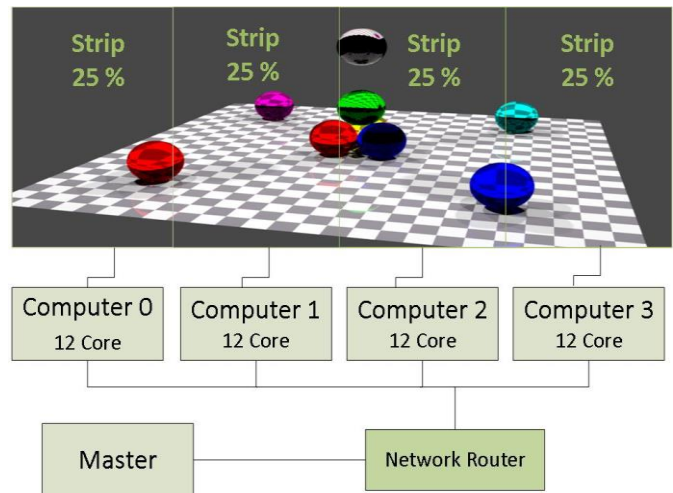 Strip
25 %
Strip
25 %
Strip
25 %
Strip
25 %
Computer 0
12 Core
Computer 1
12 Core
Computer 2
12 Core
Computer 3
12 Core
Master
Network Router